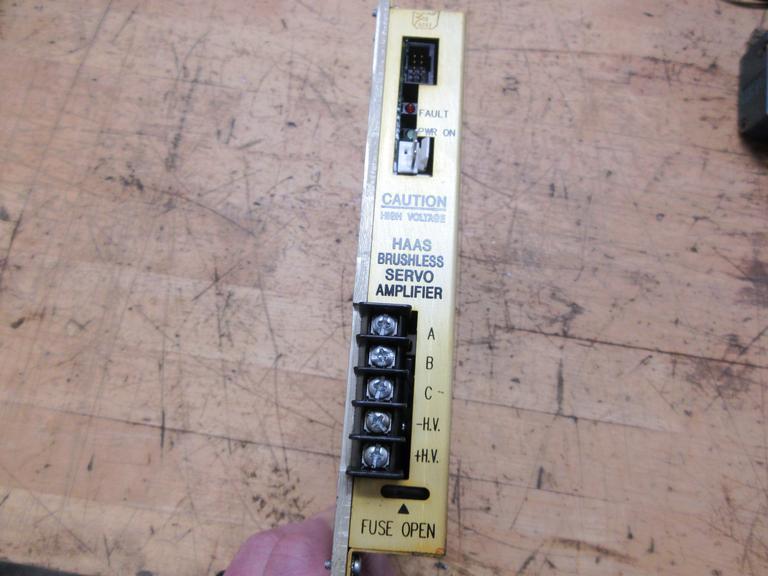 FAULT
PWR ON
CAUTION
HIGH VOLTAGE
HAAS
BRUSHLESS
SERVO
AMPLIFIER
A
B
C
-H.V.
+H.V.
FUSE OPEN